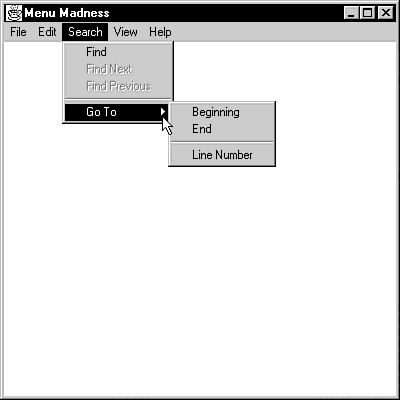 Menu Madness
File Edit Search View Help
Find
Find Next
Find Previous
Go To
Beginning
End
Line Number